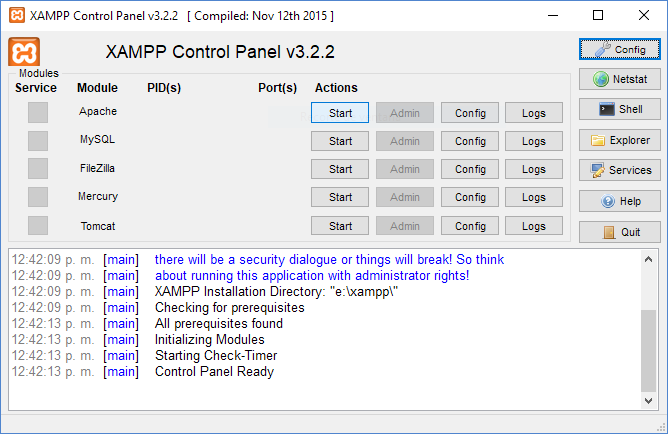 XAMPP Control Panel v3.2.2 [ Compiled: Nov 12th 2015 ]
XAMPP Control Panel v3.2.2
Config
Modules
Service Module PID(s) Port(s) Actions
Netstat
Apache Start Admin Config Logs
Shell
MySQL Start Admin Config Logs
Explorer
FileZilla Start Admin Config Logs
Services
Mercury Start Admin Config Logs
Help
Tomcat Start Admin Config Logs
Quit
12:42:09 p. m. [main] there will be a security dialogue or things will break! So think
12:42:09 p. m. [main] about running this application with administrator rights!
12:42:09 p. m. [main] XAMPP Installation Directory: "e:\xampp\"
12:42:09 p. m. [main] Checking for prerequisites
12:42:13 p. m. [main] All prerequisites found
12:42:13 p. m. [main] Initializing Modules
12:42:13 p. m. [main] Starting Check-Timer
12:42:13 p. m. [main] Control Panel Ready